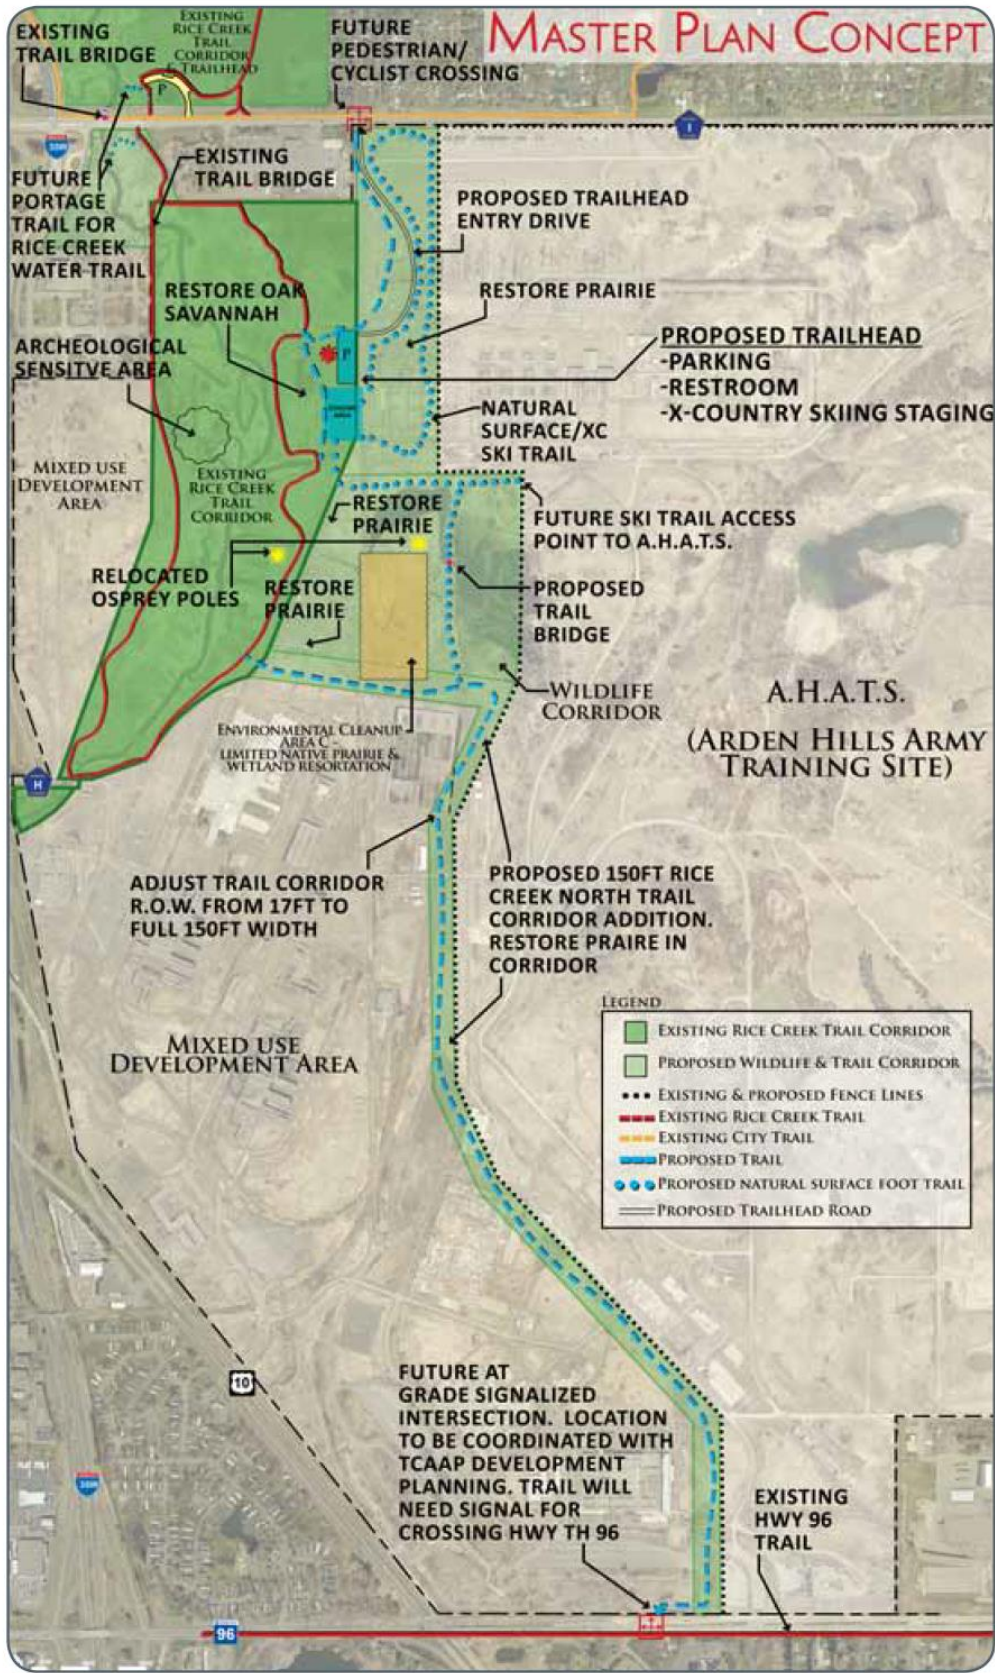 MASTER PLAN CONCEPT
EXISTING
TRAIL BRIDGE
EXISTING
RICE CREEK
TRAIL
CORRIDOR
& TRAILHEAD
P
FUTURE
PEDESTRIAN/
CYCLIST CROSSING
I
35W
EXISTING
TRAIL BRIDGE
FUTURE
PORTAGE
TRAIL FOR
RICE CREEK
WATER TRAIL
PROPOSED TRAILHEAD
ENTRY DRIVE
RESTORE OAK
SAVANNAH
RESTORE PRAIRIE
ARCHEOLOGICAL
SENSITVE AREA
P
PROPOSED TRAILHEAD
-PARKING
-RESTROOM
-X-COUNTRY SKIING STAGING
NATURAL
SURFACE/XC
SKI TRAIL
MIXED USE
DEVELOPMENT
AREA
EXISTING
RICE CREEK
TRAIL
CORRIDOR
RESTORE
PRAIRIE
FUTURE SKI TRAIL ACCESS
POINT TO A.H.A.T.S.
RELOCATED
OSPREY POLES
RESTORE
PRAIRIE
PROPOSED
TRAIL
BRIDGE
WILDLIFE
CORRIDOR
A.H.A.T.S.
(ARDEN HILLS ARMY
TRAINING SITE)
ENVIRONMENTAL CLEANUP
AREA C -
LIMITED NATIVE PRAIRIE &
WETLAND RESORTATION
H
ADJUST TRAIL CORRIDOR
R.O.W. FROM 17FT TO
FULL 150FT WIDTH
PROPOSED 150FT RICE
CREEK NORTH TRAIL
CORRIDOR ADDITION.
RESTORE PRAIRE IN
CORRIDOR
MIXED USE
DEVELOPMENT AREA
LEGEND
EXISTING RICE CREEK TRAIL CORRIDOR
PROPOSED WILDLIFE & TRAIL CORRIDOR
EXISTING & PROPOSED FENCE LINES
EXISTING RICE CREEK TRAIL
EXISTING CITY TRAIL
PROPOSED TRAIL
PROPOSED NATURAL SURFACE FOOT TRAIL
PROPOSED TRAILHEAD ROAD
10
35W
FUTURE AT
GRADE SIGNALIZED
INTERSECTION. LOCATION
TO BE COORDINATED WITH
TCAAP DEVELOPMENT
PLANNING. TRAIL WILL
NEED SIGNAL FOR
CROSSING HWY TH 96
EXISTING
HWY 96
TRAIL
96